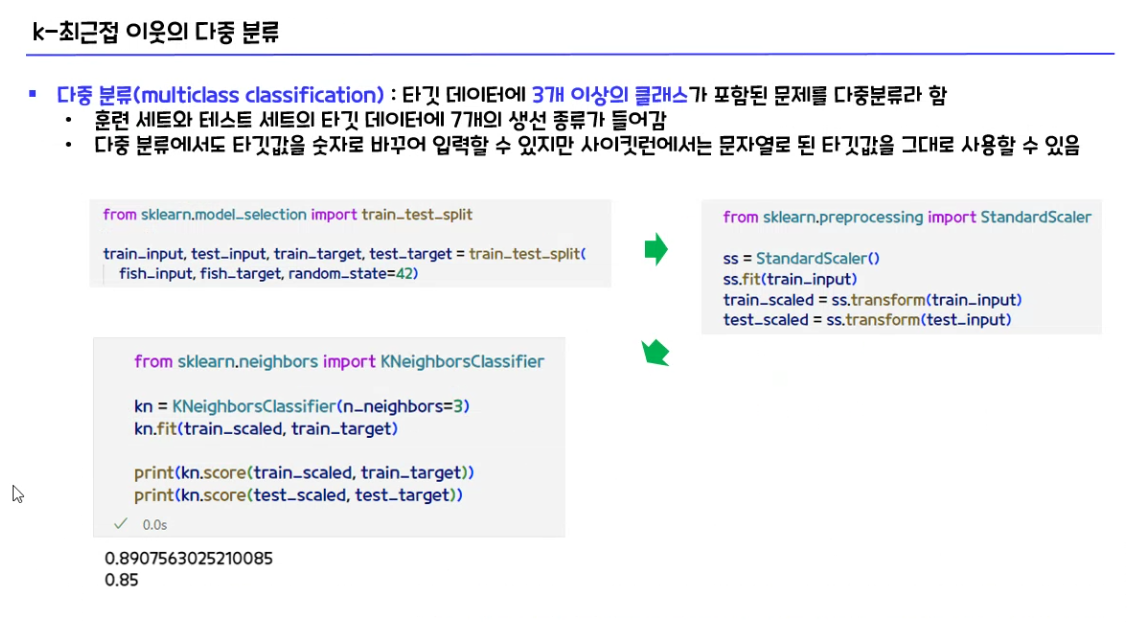 k-최근접 이웃의 다중 분류
▪ 다중 분류(multiclass classification) : 타깃 데이터에 3개 이상의 클래스가 포함된 문제를 다중분류라 함
• 훈련 세트와 테스트 세트의 타깃 데이터에 7개의 생선 종류가 들어감
• 다중 분류에서도 타깃값을 숫자로 바꾸어 입력할 수 있지만 사이킷런에서는 문자열로 된 타깃값을 그대로 사용할 수 있음
from sklearn.model_selection import train_test_split
train_input, test_input, train_target, test_target = train_test_split(
fish_input, fish_target, random_state=42)
from sklearn.preprocessing import StandardScaler
ss = StandardScaler()
ss.fit(train_input)
train_scaled = ss.transform(train_input)
test_scaled = ss.transform(test_input)
from sklearn.neighbors import KNeighborsClassifier
kn = KNeighborsClassifier(n_neighbors=3)
kn.fit(train_scaled, train_target)
print(kn.score(train_scaled, train_target))
print(kn.score(test_scaled, test_target))
✓ 0.0s
0.8907563025210085
0.85